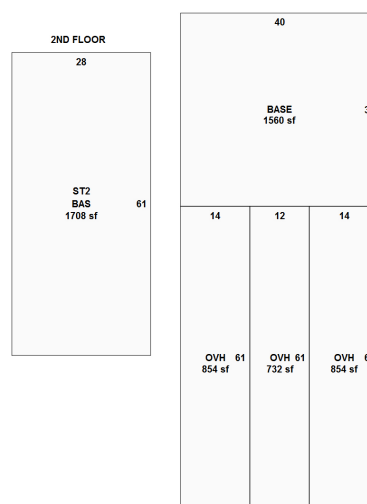 2ND FLOOR
28
ST2
BAS 61
1708 sf
40
BASE
1560 sf
14
12
14
OVH 61
854 sf
OVH 61
732 sf
OVH
854 sf